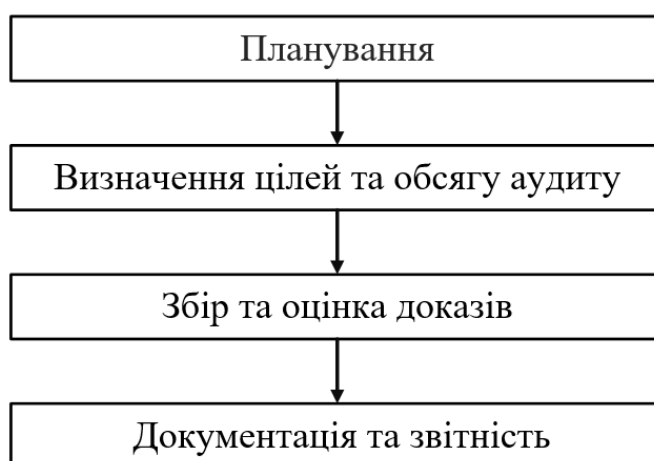 Планування
Визначення цілей та обсягу аудиту
Збір та оцінка доказів
Документація та звітність